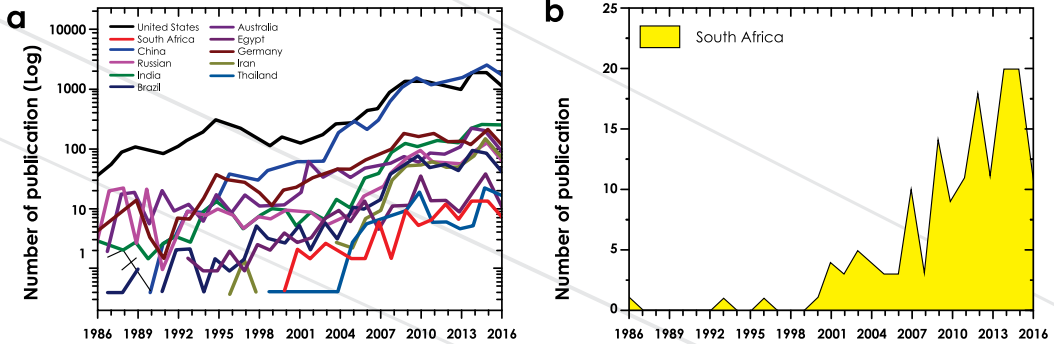 a
Number of publication (Log)
10000
1000
100
10
1
United States
South Africa
China
Russian
India
Brazil
Australia
Egypt
Germany
Iran
Thailand
1986 1989 1992 1995 1998 2001 2004 2007 2010 2013 2016
b
Number of publication
25
20
15
10
5
0
South Africa
1986 1989 1992 1995 1998 2001 2004 2007 2010 2013 2016